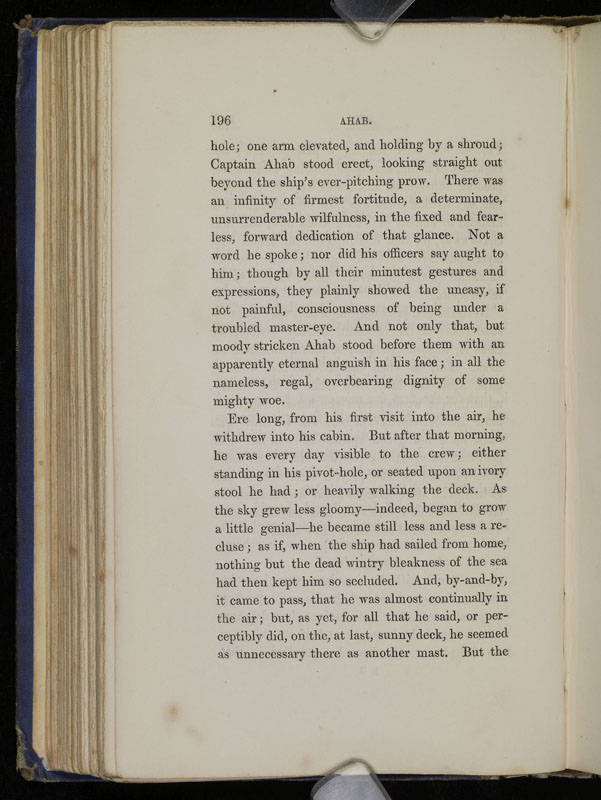 196 AHAB.
hole; one arm elevated, and holding by a shroud;
Captain Ahab stood erect, looking straight out
beyond the ship's ever-pitching prow. There was
an infinity of firmest fortitude, a determinate,
unsurrenderable wilfulness, in the fixed and fear-
less, forward dedication of that glance. Not a
word he spoke; nor did his officers say aught to
him; though by all their minutest gestures and
expressions, they plainly showed the uneasy, if
not painful, consciousness of being under a
troubled master-eye. And not only that, but
moody stricken Ahab stood before them with an
apparently eternal anguish in his face; in all the
nameless, regal, overbearing dignity of some
mighty woe.
Ere long, from his first visit into the air, he
withdrew into his cabin. But after that morning,
he was every day visible to the crew; either
standing in his pivot-hole, or seated upon an ivory
stool he had; or heavily walking the deck. As
the sky grew less gloomy—indeed, began to grow
a little genial—he became still less and less a re-
cluse; as if, when the ship had sailed from home,
nothing but the dead wintry bleakness of the sea
had then kept him so secluded. And, by-and-by,
it came to pass, that he was almost continually in
the air; but, as yet, for all that he said, or per-
ceptibly did, on the, at last, sunny deck, he seemed
as unnecessary there as another mast. But the